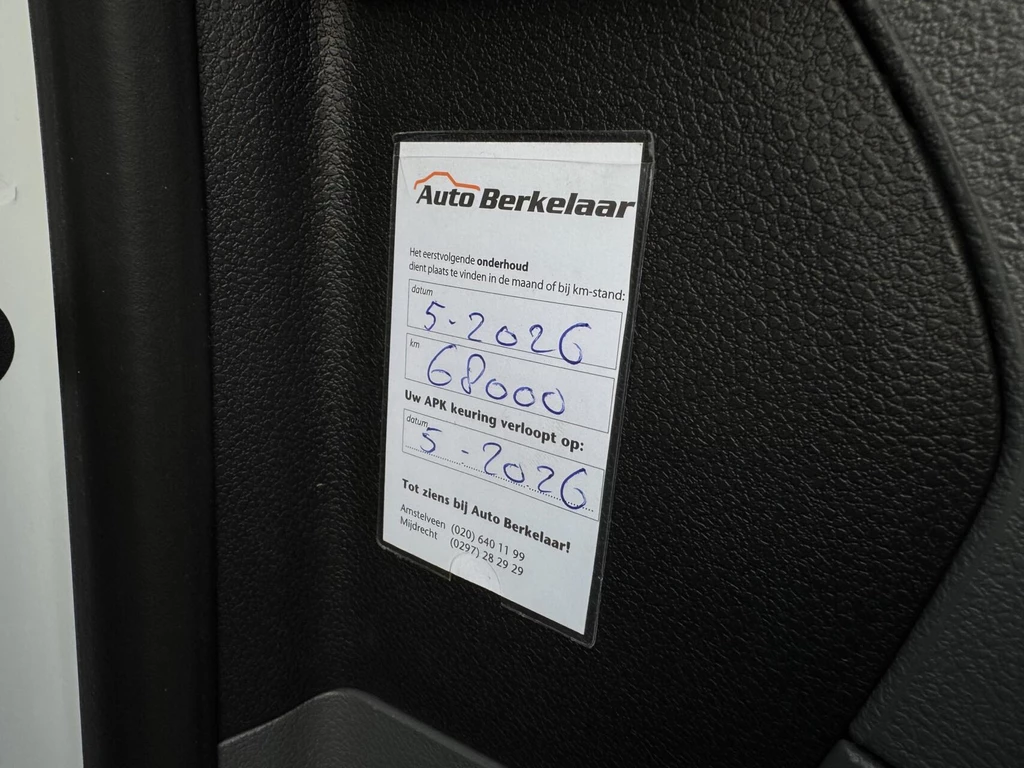 Auto Berkelaar
Het eerstvolgende onderhoud
dient plaats te vinden in de maand of bij km-stand:
datum
5-2026
km
68000
Uw APK keuring verloopt op:
datum
5-2026
Tot ziens bij Auto Berkelaar!
Amstelveen (020) 640 11 99
Mijdrecht (0297) 28 29 29